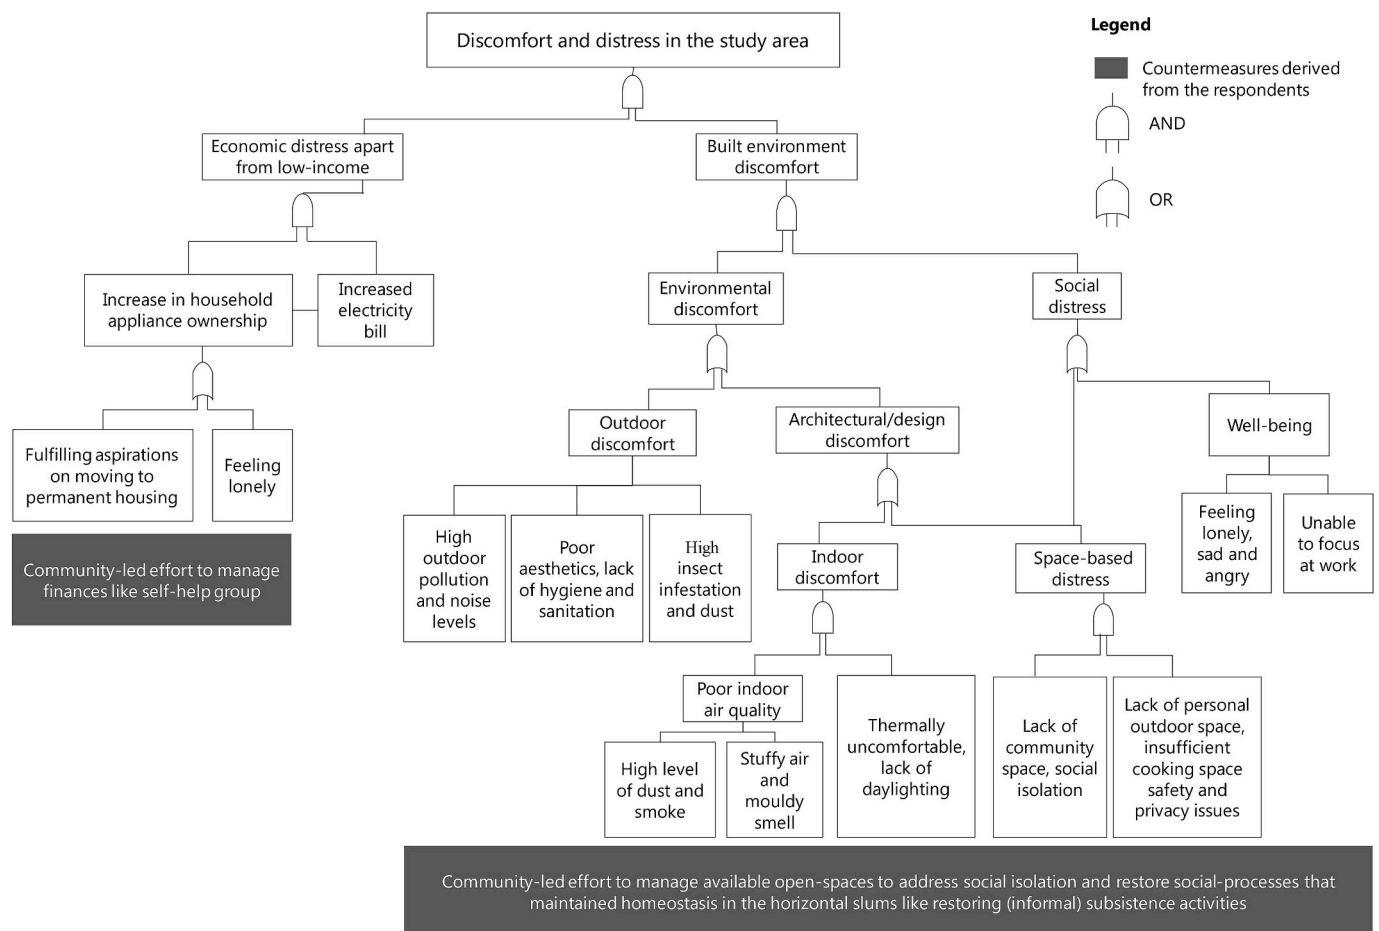 Discomfort and distress in the study area
Legend
Countermeasures derived
from the respondents
AND
OR
Economic distress apart
from low-income
Built environment
discomfort
Increase in household
appliance ownership
Increased
electricity
bill
Environmental
discomfort
Social
distress
Fulfilling aspirations
on moving to
permanent housing
Feeling
lonely
Outdoor
discomfort
Architectural/design
discomfort
Well-being
Community-led effort to manage
finances like self-help group
High
outdoor
pollution
and noise
levels
Poor
aesthetics, lack
of hygiene and
sanitation
High
insect
infestation
and dust
Indoor
discomfort
Space-based
distress
Feeling
lonely,
sad and
angry
Unable
to focus
at work
Poor indoor
air quality
High level
of dust and
smoke
Stuffy air
and
mouldy
smell
Thermally
uncomfortable,
lack of
daylighting
Lack of
community
space, social
isolation
Lack of personal
outdoor space,
insufficient
cooking space
safety and
privacy issues
Community-led effort to manage available open-spaces to address social isolation and restore social-processes that
maintained homeostasis in the horizontal slums like restoring (informal) subsistence activities